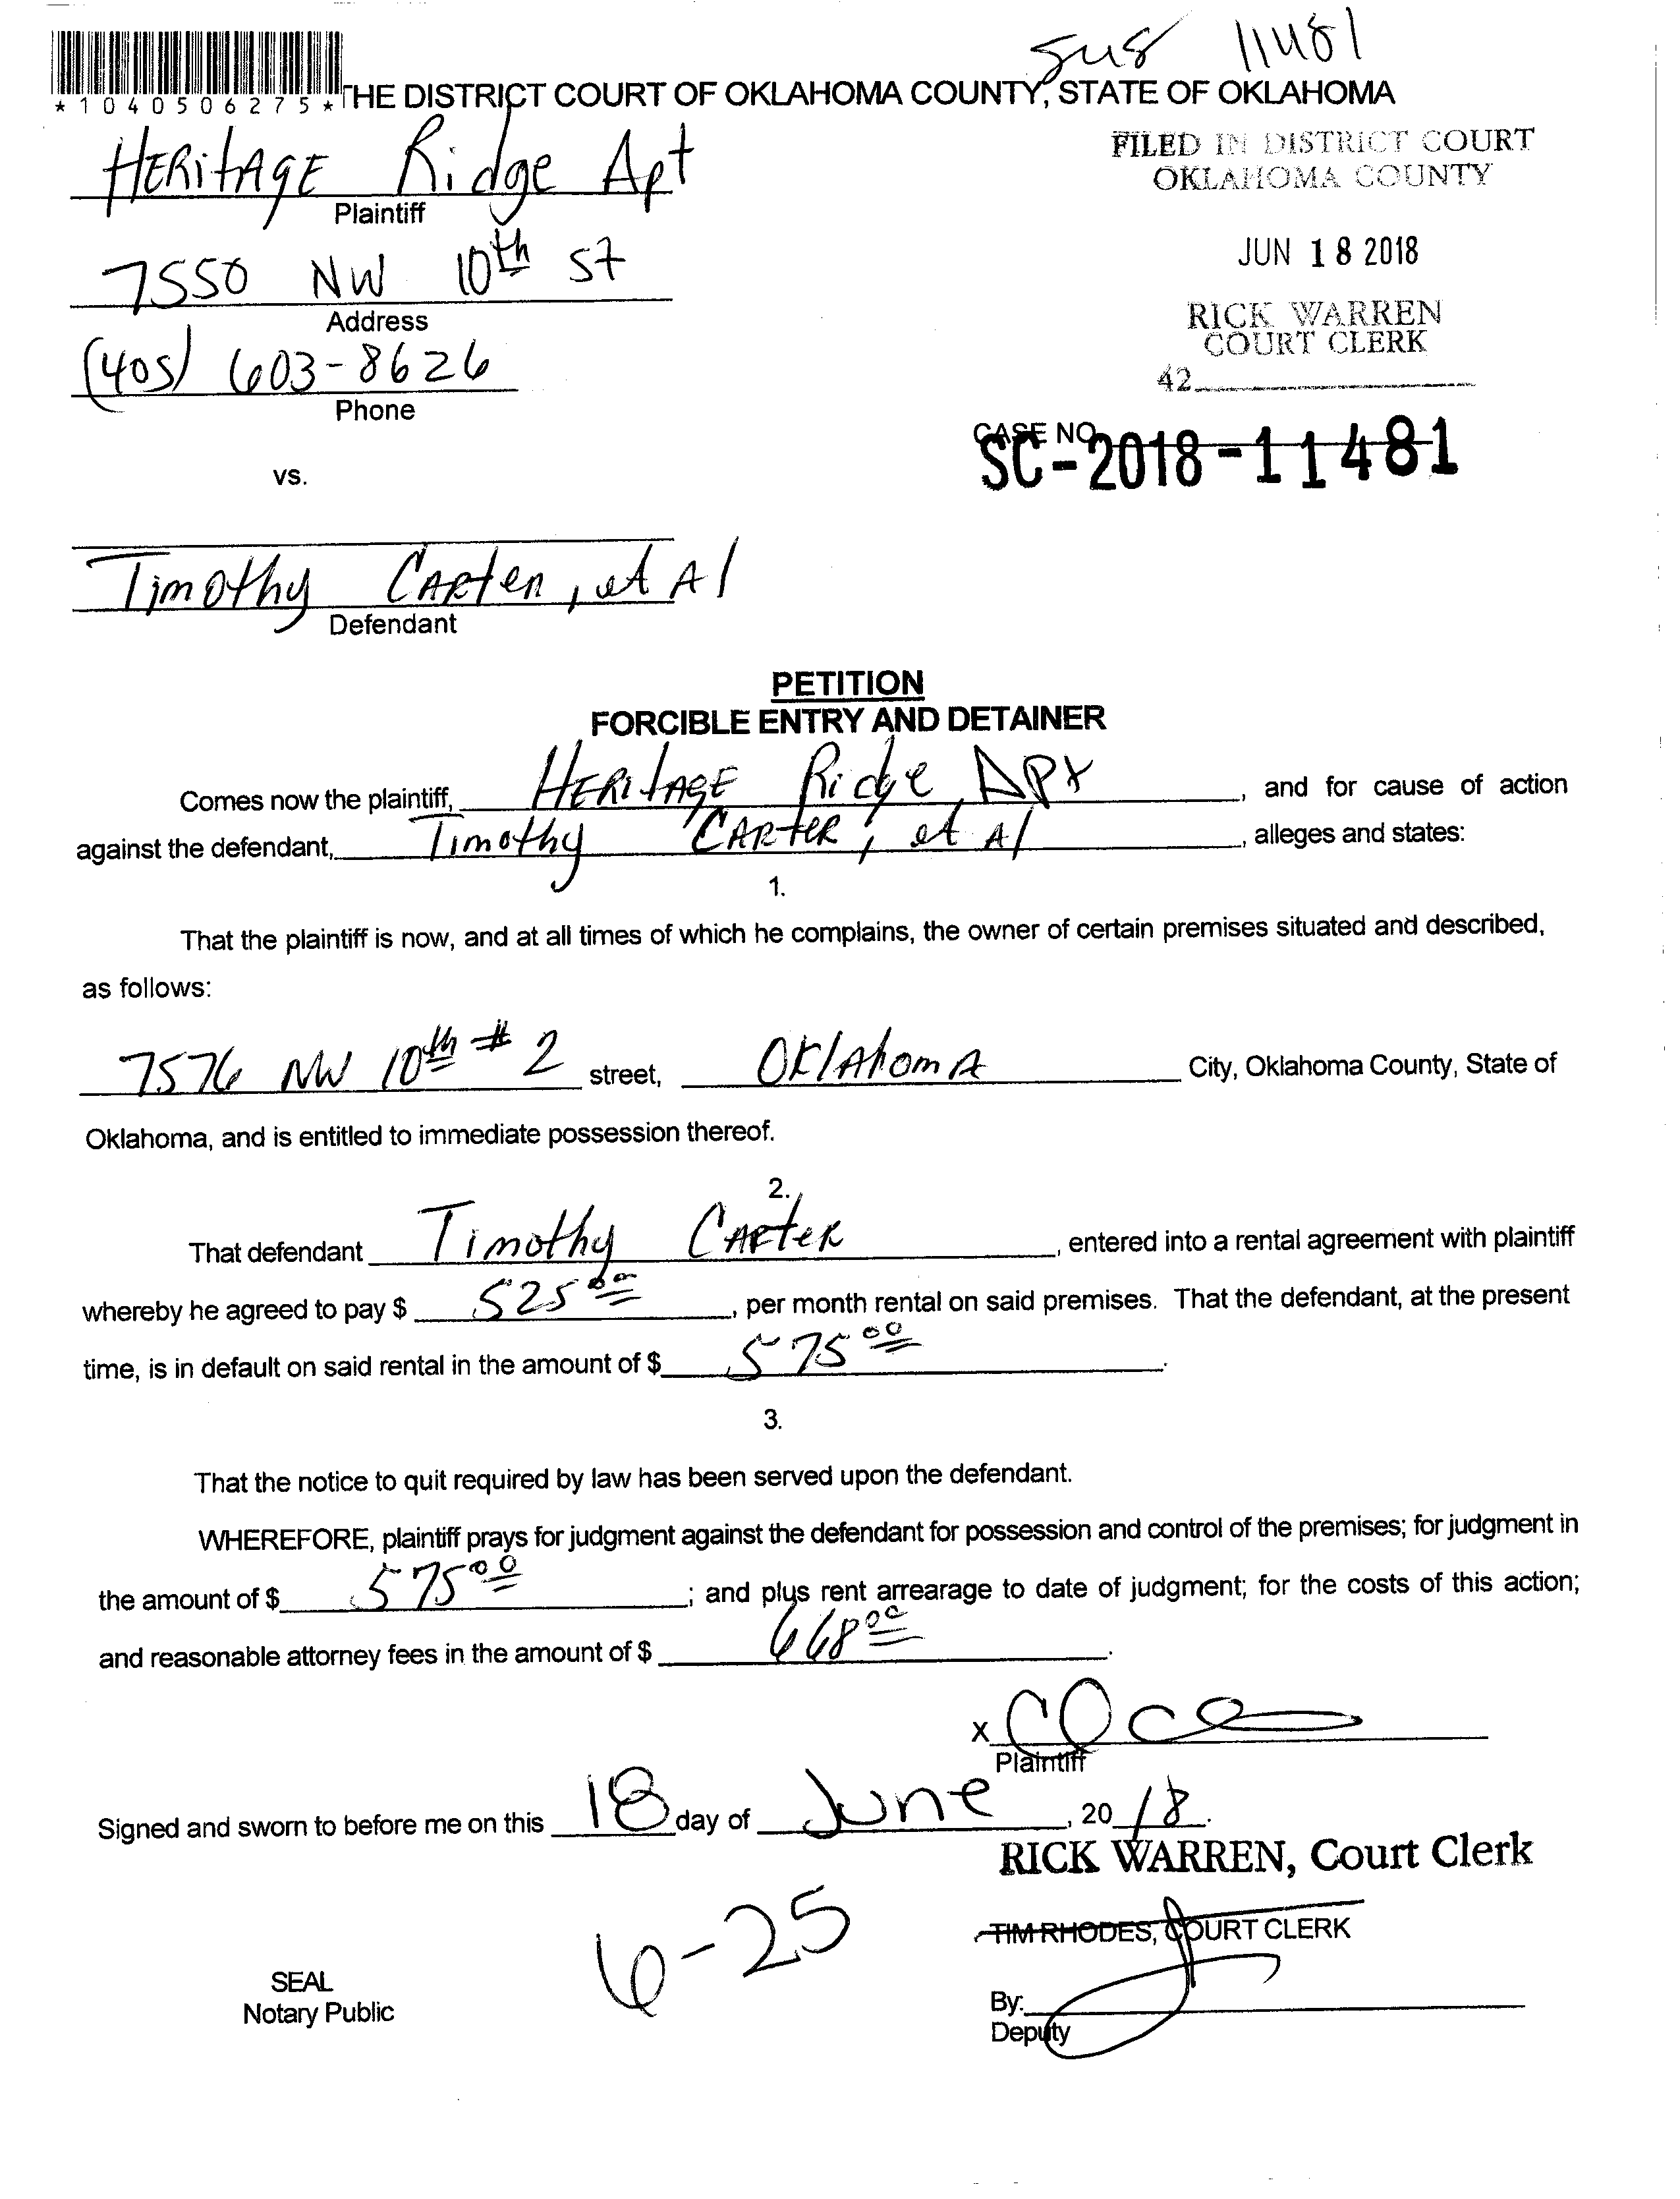 11481
*1040506275*
THE DISTRICT COURT OF OKLAHOMA COUNTY, STATE OF OKLAHOMA
HERitAGE Ridge Apt
Plaintiff
FILED IN DISTRICT COURT
OKLAHOMA COUNTY
7550 NW 10th St
Address
JUN 18 2018
(405) 603-8626
Phone
RICK WARREN
COURT CLERK
42
CASE NO.
SC-2018-11481
vs.
Timothy CARter, et Al
Defendant
PETITION
FORCIBLE ENTRY AND DETAINER
Comes now the plaintiff, HERitAGE Ridge Apt, and for cause of action
against the defendant, Timothy CARtER, et Al, alleges and states:
1.
That the plaintiff is now, and at all times of which he complains, the owner of certain premises situated and described,
as follows:
7576 NW 10th # 2 street, OklAhomA City, Oklahoma County, State of
Oklahoma, and is entitled to immediate possession thereof.
2.
That defendant Timothy CARteR, entered into a rental agreement with plaintiff
whereby he agreed to pay $ 525 00, per month rental on said premises. That the defendant, at the present
time, is in default on said rental in the amount of $ 575 00.
3.
That the notice to quit required by law has been served upon the defendant.
WHEREFORE, plaintiff prays for judgment against the defendant for possession and control of the premises; for judgment in
the amount of $ 575 00; and plus rent arrearage to date of judgment; for the costs of this action;
and reasonable attorney fees in the amount of $ 668 00.
X
Plaintiff
Signed and sworn to before me on this 18 day of June, 20 18.
RICK WARREN, Court Clerk
6-25
TIM RHODES, COURT CLERK
SEAL
Notary Public
By:
Deputy